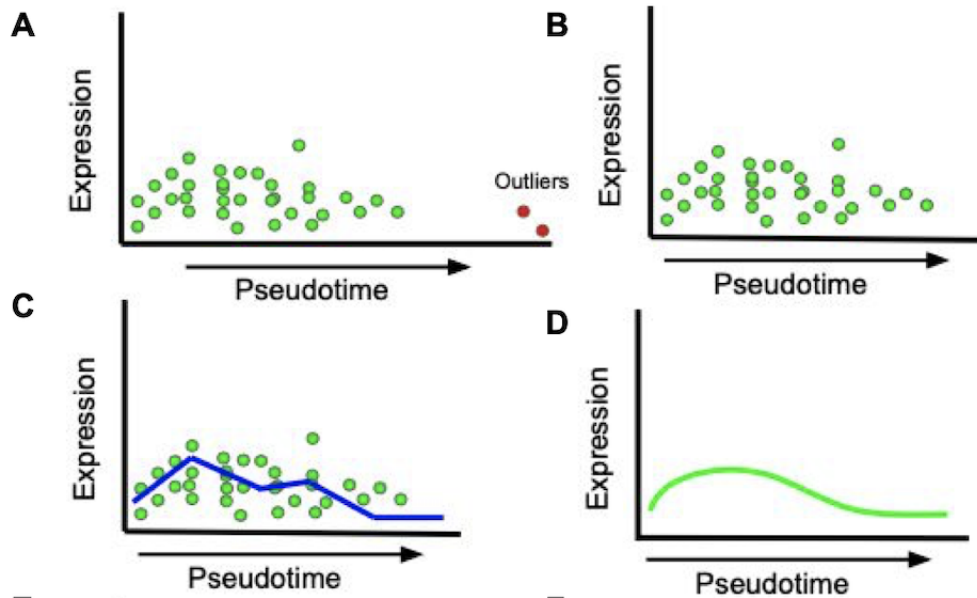 A
Expression
Outliers
Pseudotime
B
Expression
Pseudotime
C
Expression
Pseudotime
D
Expression
Pseudotime